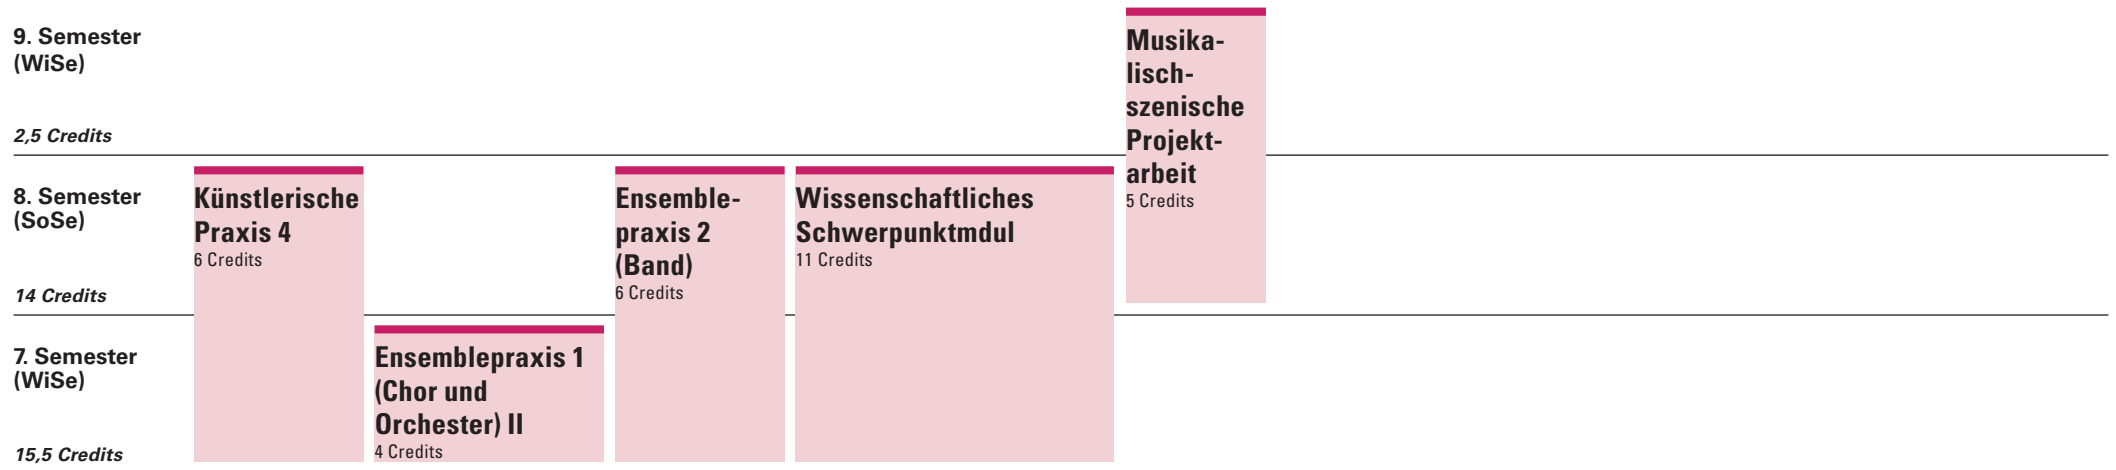 9. Semester
(WiSe)
2,5 Credits
Musika-
lisch-
szenische
Projekt-
arbeit
5 Credits
8. Semester
(SoSe)
14 Credits
Künstlerische
Praxis 4
6 Credits
Ensemble-
praxis 2
(Band)
6 Credits
Wissenschaftliches
Schwerpunktmdul
11 Credits
7. Semester
(WiSe)
15,5 Credits
Ensemblepraxis 1
(Chor und
Orchester) II
4 Credits